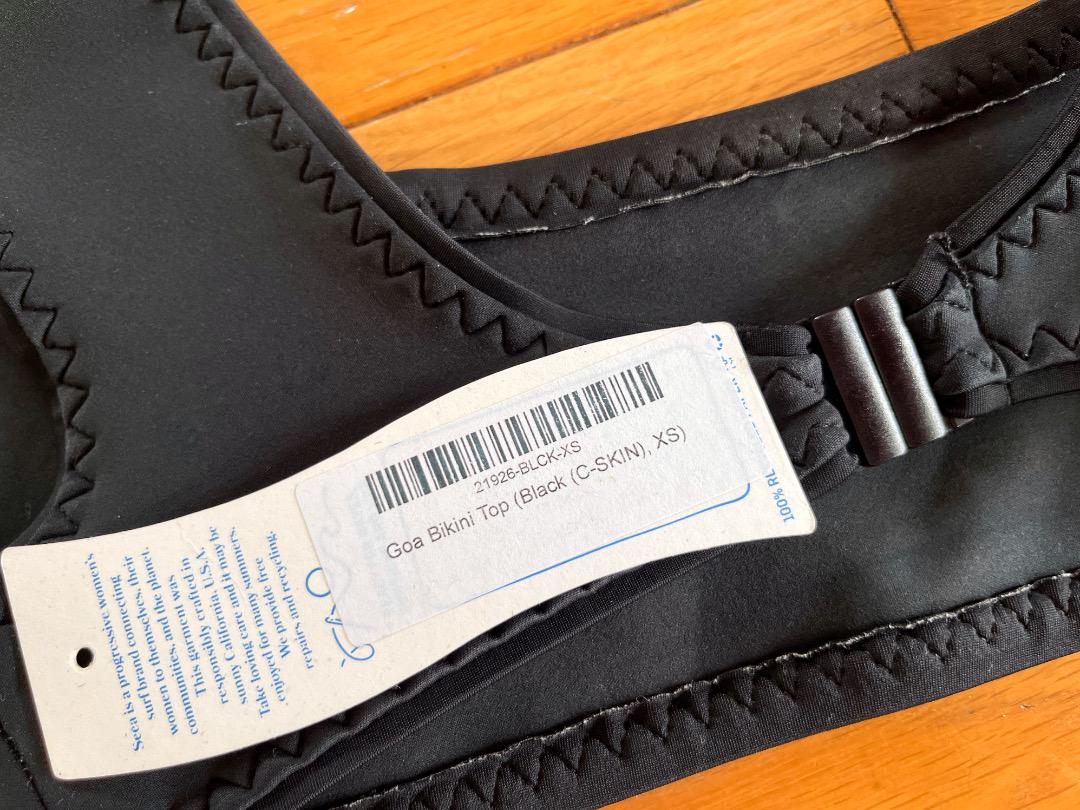 21926-BLCK-XS
Goa Bikini Top (Black (C-SKIN), XS)
100% RL
Seea is a progressive women's
surf brand connecting
women to themselves, their
communities, and the planet.
This garment was
responsibly crafted in
sunny California, U.S.A.
Take loving care and it may be
enjoyed for many summers.
We provide free
repairs and recycling.